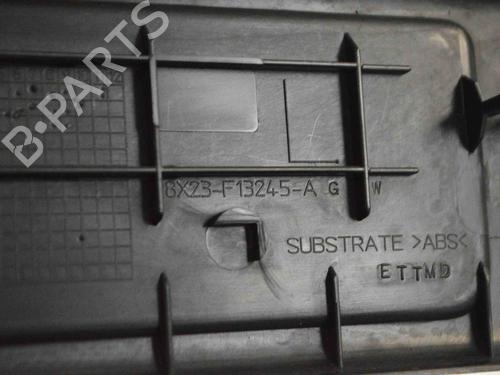 B-PARTS
8X23-F13245-A G W
SUBSTRATE >ABS<
ETTMD